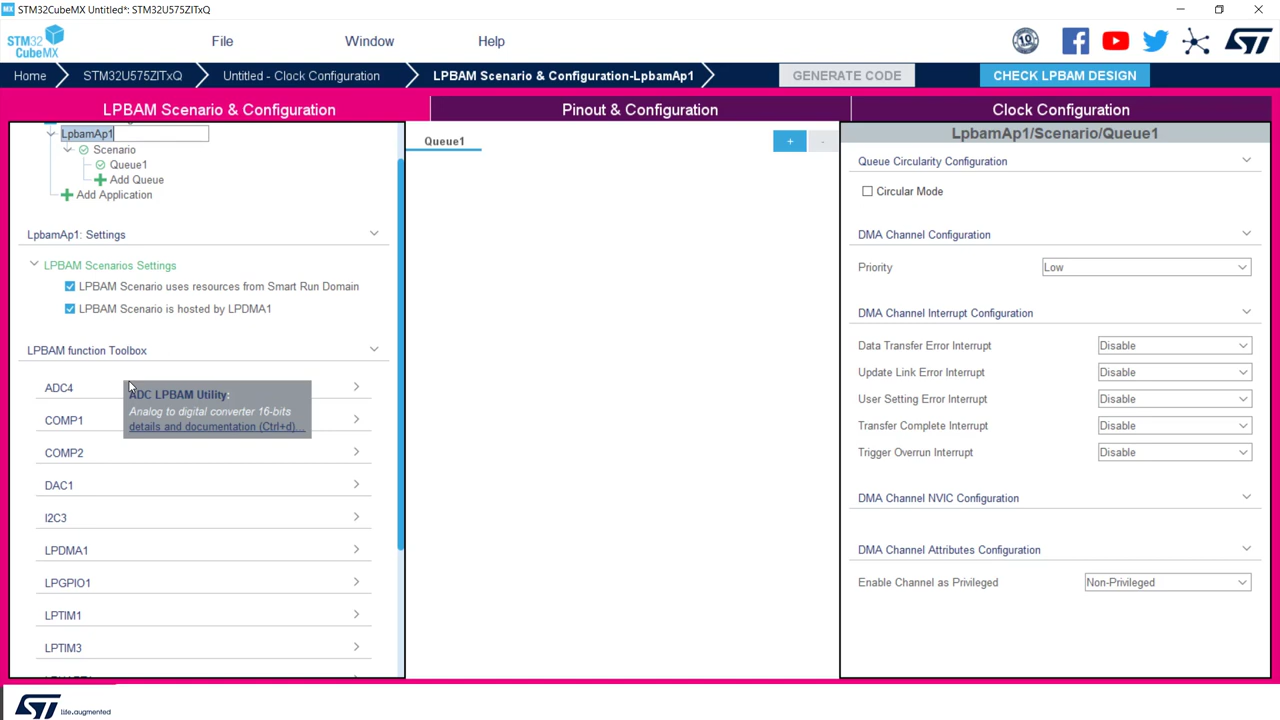 MX STM32CubeMX Untitled*: STM32U575ZITxQ
STM32
CubeMX
File
Window
Help
10
Home
STM32U575ZITxQ
Untitled - Clock Configuration
LPBAM Scenario & Configuration-LpbamAp1
GENERATE CODE
CHECK LPBAM DESIGN
LPBAM Scenario & Configuration
Pinout & Configuration
Clock Configuration
LpbamAp1
Scenario
Queue1
Add Queue
Add Application
LpbamAp1: Settings
LPBAM Scenarios Settings
LPBAM Scenario uses resources from Smart Run Domain
LPBAM Scenario is hosted by LPDMA1
LPBAM function Toolbox
ADC4
ADC LPBAM Utility:
Analog to digital converter 16-bits
details and documentation (Ctrl+d)...
COMP1
COMP2
DAC1
I2C3
LPDMA1
LPGPIO1
LPTIM1
LPTIM3
Queue1
+
-
LpbamAp1/Scenario/Queue1
Queue Circularity Configuration
Circular Mode
DMA Channel Configuration
Priority
Low
DMA Channel Interrupt Configuration
Data Transfer Error Interrupt
Disable
Update Link Error Interrupt
Disable
User Setting Error Interrupt
Disable
Transfer Complete Interrupt
Disable
Trigger Overrun Interrupt
Disable
DMA Channel NVIC Configuration
DMA Channel Attributes Configuration
Enable Channel as Privileged
Non-Privileged
ST
life.augmented